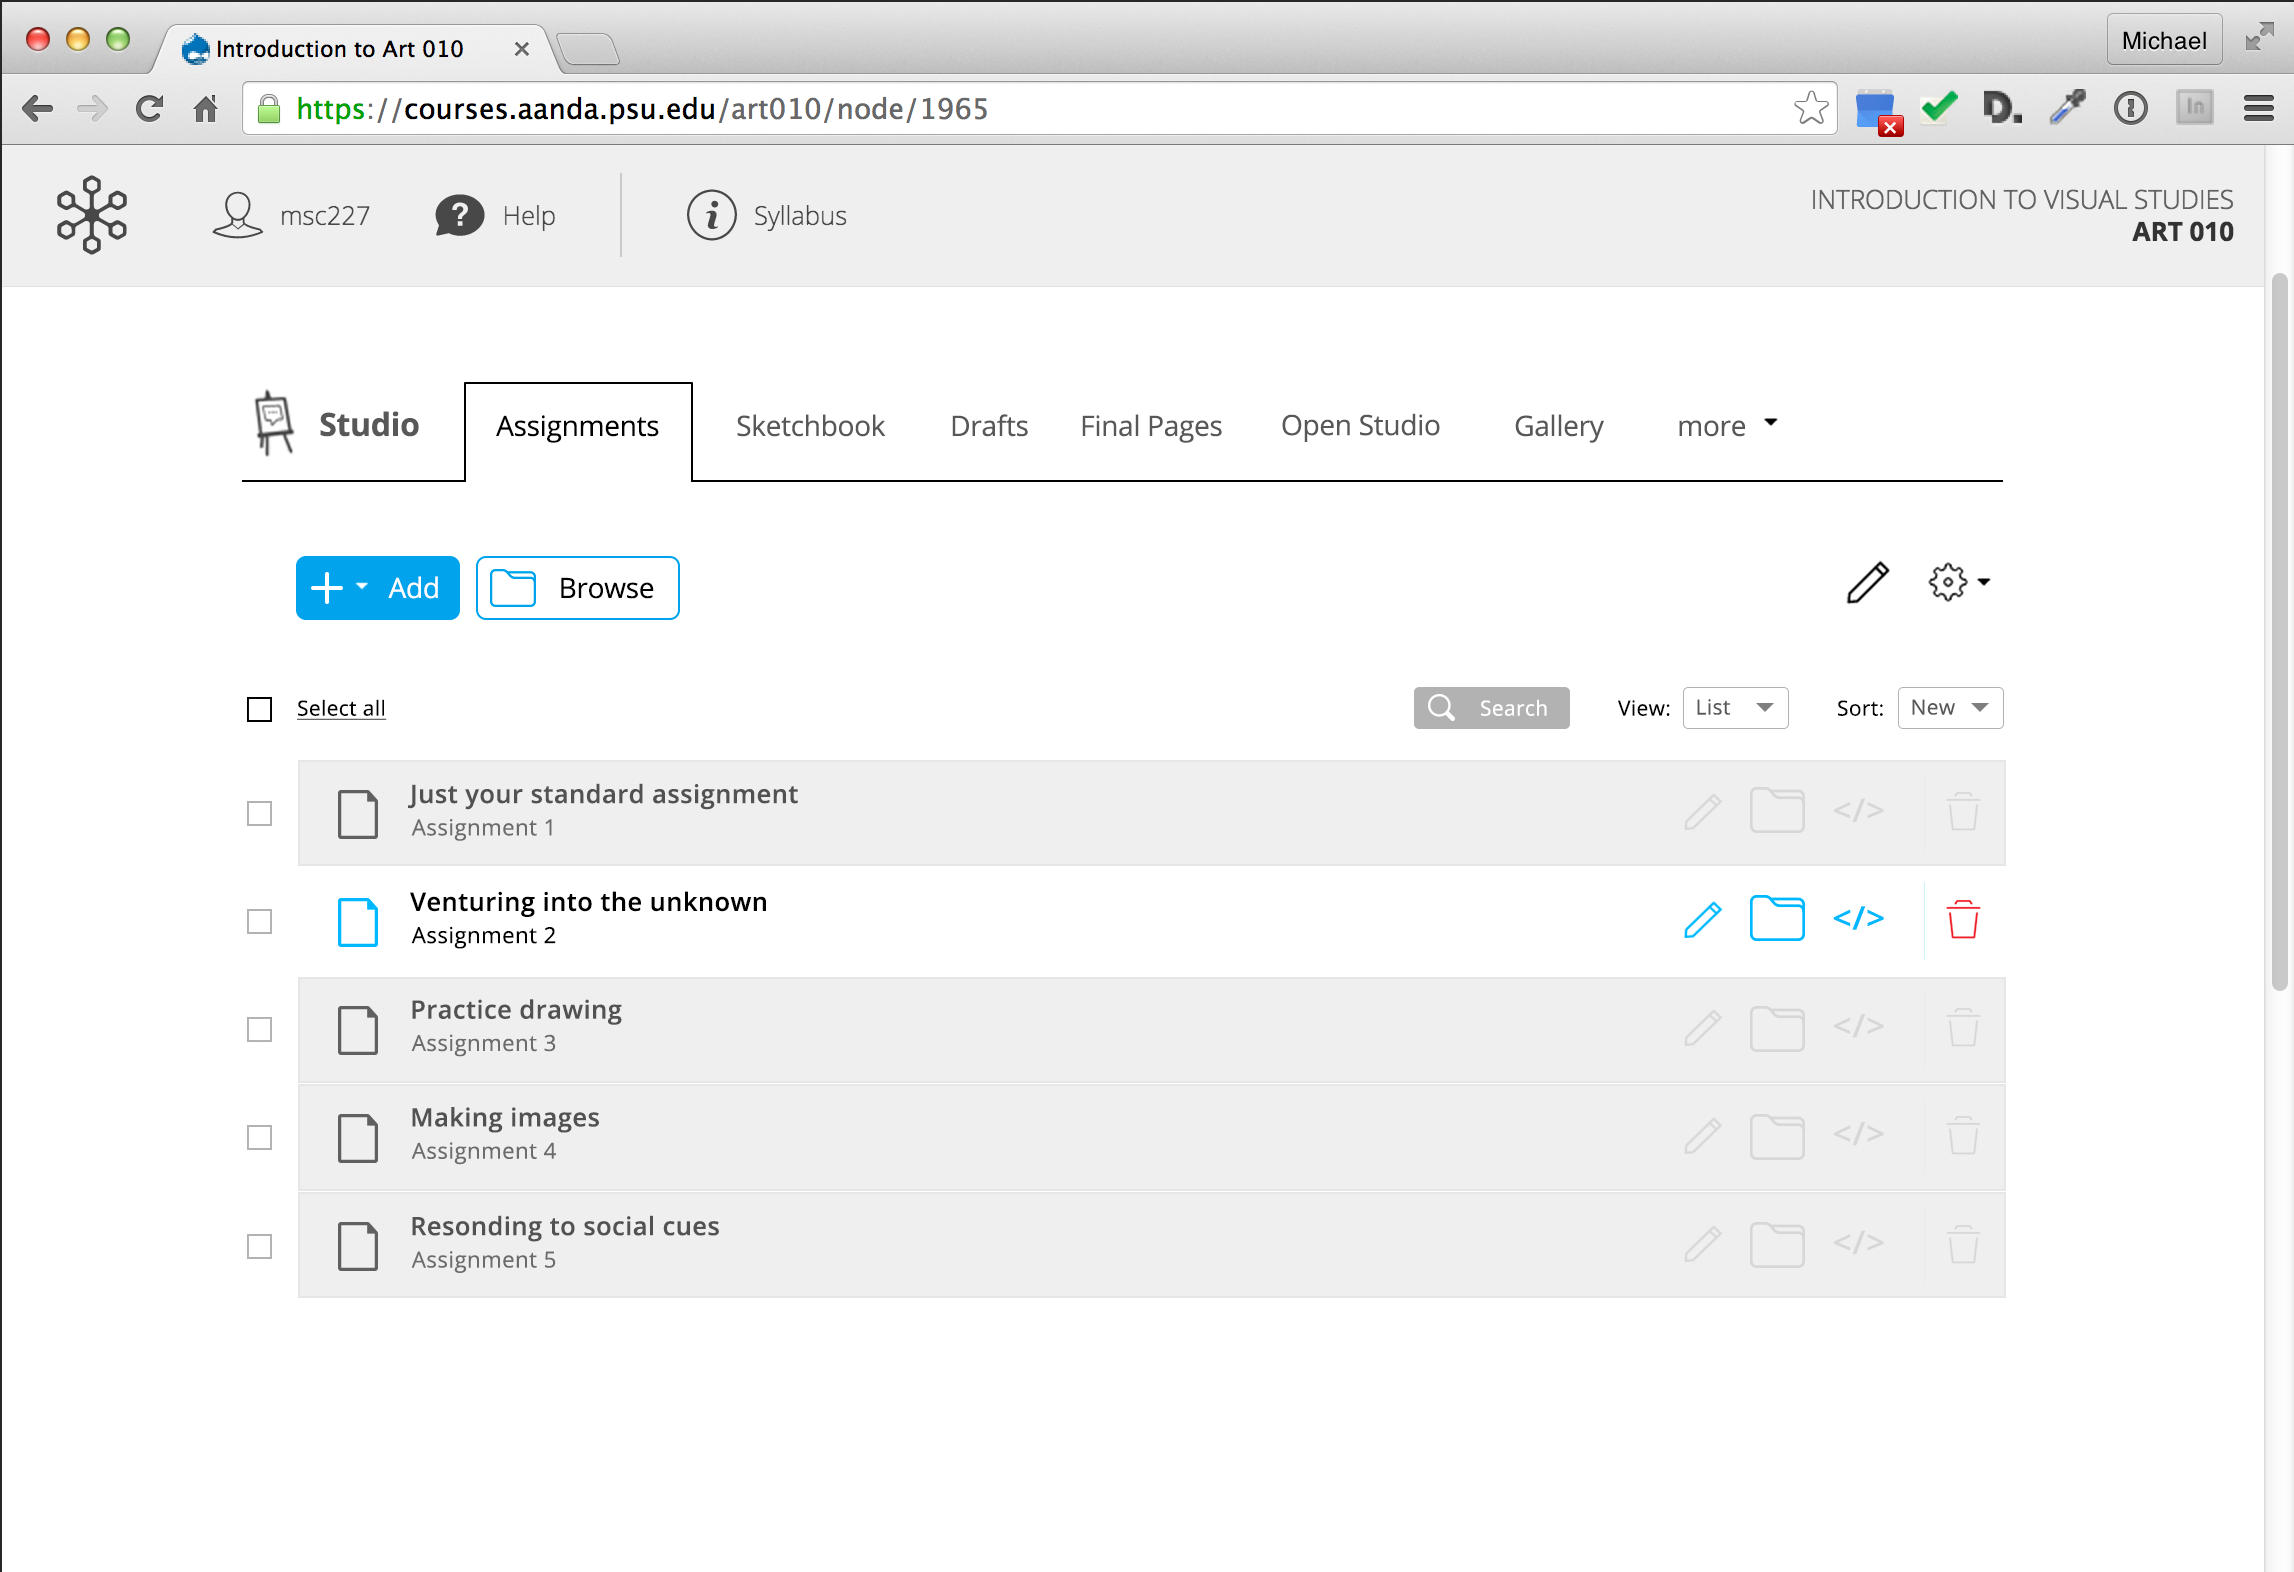 Introduction to Art 010
Michael
https://courses.aanda.psu.edu/art010/node/1965
D.
In
msc227
? Help
i Syllabus
INTRODUCTION TO VISUAL STUDIES
ART 010
Studio
Assignments
Sketchbook
Drafts
Final Pages
Open Studio
Gallery
more
Add
Browse
Select all
Search
View: List
Sort: New
Just your standard assignment
Assignment 1
</>
Venturing into the unknown
Assignment 2
</>
Practice drawing
Assignment 3
</>
Making images
Assignment 4
</>
Resonding to social cues
Assignment 5
</>